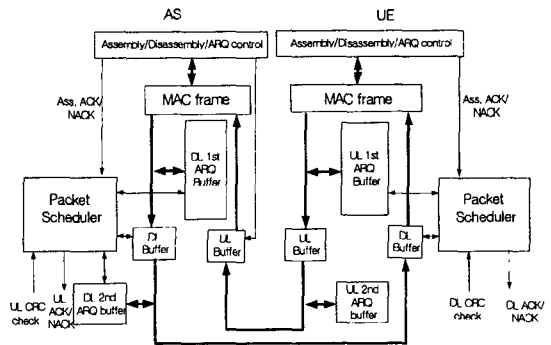 AS
UE
Assembly/Disassembly/ARQ control
Assembly/Disassembly/ARQ control
Ass, ACK/
NACK
MAC frame
MAC frame
Ass, ACK/
NACK
DL 1st
ARQ
Buffer
UL 1st
ARQ
Buffer
Packet
Scheduler
Packet
Scheduler
DL
Buffer
UL
Buffer
UL
Buffer
DL
Buffer
UL CRC
check
UL
ACK/
NACK
DL 2nd
ARQ buffer
UL 2nd
ARQ
buffer
DL CRC
check
DL ACK/
NACK